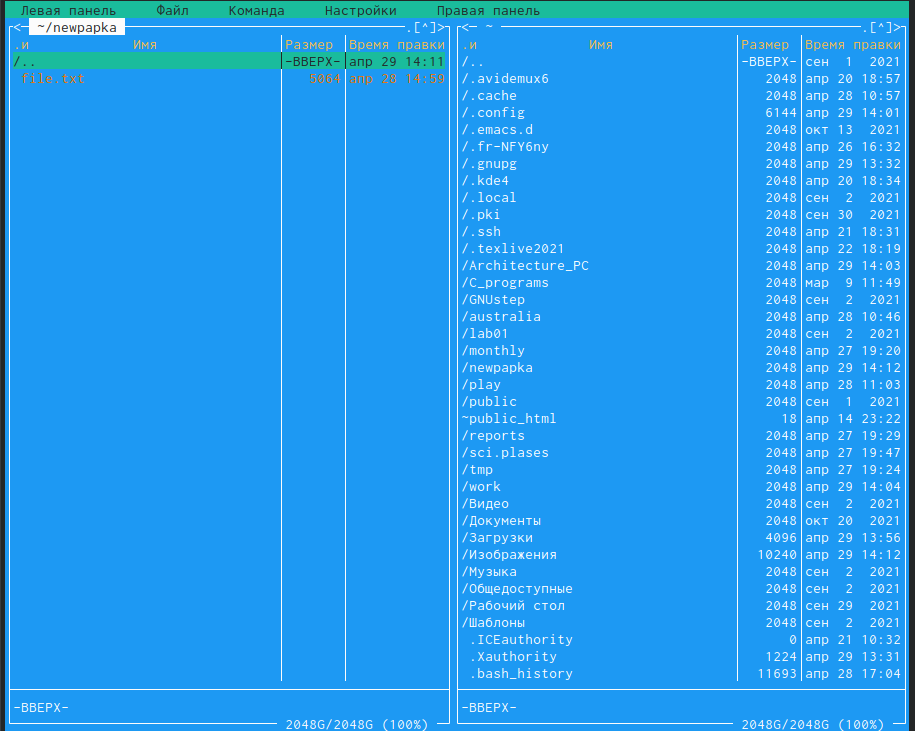 Левая панель Файл Команда Настройки Правая панель
<— ~/newpapka .[^]>
.и Имя Размер Время правки
/.. -ВВЕРХ- апр 29 14:11
file.txt 5064 апр 28 14:59
-ВВЕРХ-
2048G/2048G (100%)
<— ~ .[^]>
.и Имя Размер Время правки
/.. -ВВЕРХ- сен 1 2021
/.avidemux6 2048 апр 20 18:57
/.cache 2048 апр 28 10:57
/.config 6144 апр 29 14:01
/.emacs.d 2048 окт 13 2021
/.fr-NFY6ny 2048 апр 26 16:32
/.gnupg 2048 апр 29 13:32
/.kde4 2048 апр 20 18:34
/.local 2048 сен 2 2021
/.pki 2048 сен 30 2021
/.ssh 2048 апр 21 18:31
/.texlive2021 2048 апр 22 18:19
/Architecture_PC 2048 апр 29 14:03
/C_programs 2048 мар 9 11:49
/GNUstep 2048 сен 2 2021
/australia 2048 апр 28 10:46
/lab01 2048 сен 2 2021
/monthly 2048 апр 27 19:20
/newpapka 2048 апр 29 14:12
/play 2048 апр 28 11:03
/public 2048 сен 1 2021
~public_html 18 апр 14 23:22
/reports 2048 апр 27 19:29
/sci.plases 2048 апр 27 19:47
/tmp 2048 апр 27 19:24
/work 2048 апр 29 14:04
/Видео 2048 сен 2 2021
/Документы 2048 окт 20 2021
/Загрузки 4096 апр 29 13:56
/Изображения 10240 апр 29 14:12
/Музыка 2048 сен 2 2021
/Общедоступные 2048 сен 2 2021
/Рабочий стол 2048 сен 29 2021
/Шаблоны 2048 сен 2 2021
.ICEauthority 0 апр 21 10:32
.Xauthority 1224 апр 29 13:31
.bash_history 11693 апр 28 17:04
-ВВЕРХ-
2048G/2048G (100%)